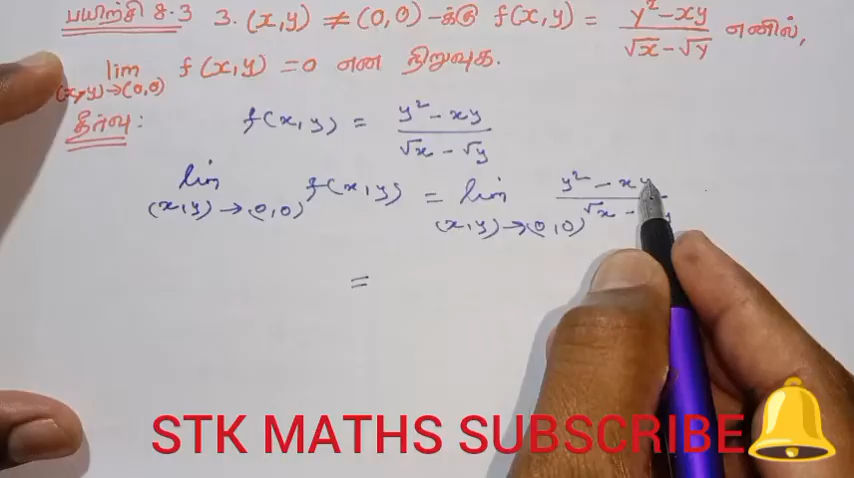 பயிற்சி 8.3 3. (x,y) ≠ (0,0) -க்கு f(x,y) = (y² - xy)/(√x - √y) எனில்,
lim (x,y)→(0,0) f(x,y) = 0 என நிறுவுக.
தீர்வு :
f(x,y) = (y² - xy)/(√x - √y)
lim (x,y)→(0,0) f(x,y) = lim (x,y)→(0,0) (y² - xy)/(√x - y
=
STK MATHS SUBSCRIBE